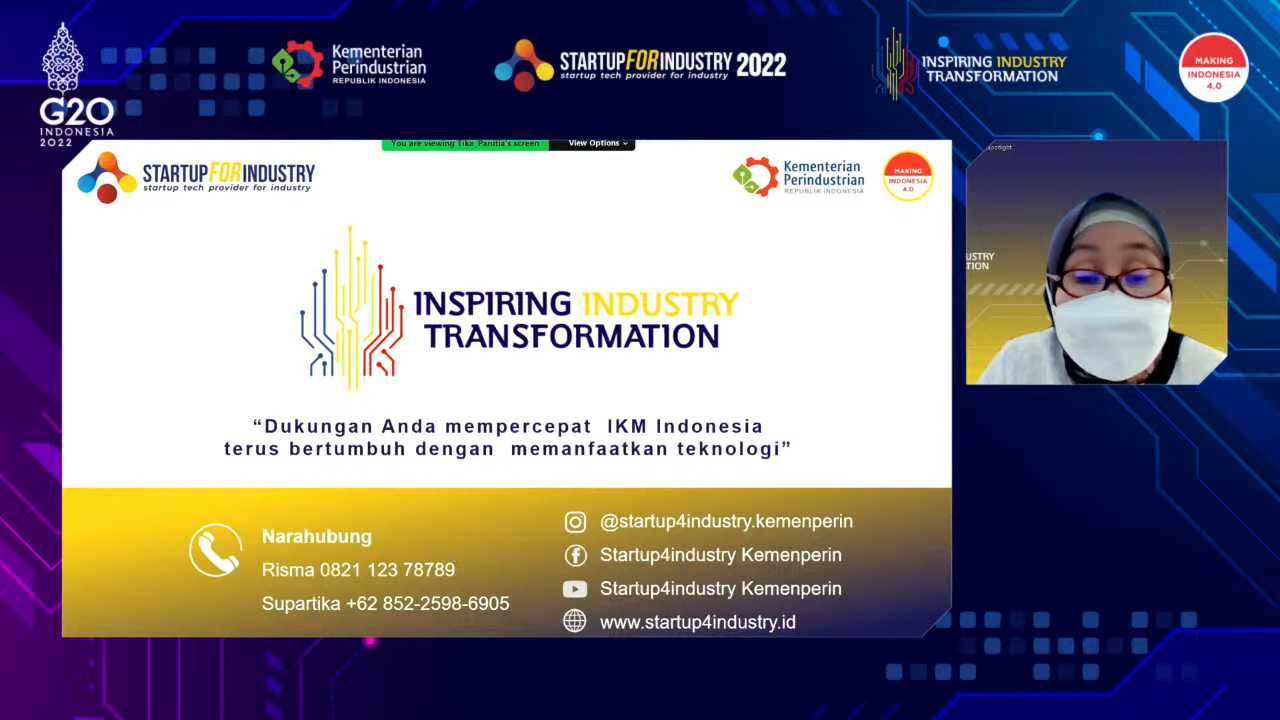 G20
INDONESIA
2022
Kementerian
Perindustrian
REPUBLIK INDONESIA
STARTUPFORINDUSTRY 2022
startup tech provider for industry
INSPIRING INDUSTRY
TRANSFORMATION
MAKING
INDONESIA
4.0
You are viewing Tika_Panitia's screen
View Options
STARTUPFORINDUSTRY
startup tech provider for industry
Kementerian
Perindustrian
REPUBLIK INDONESIA
MAKING
INDONESIA
4.0
INSPIRING INDUSTRY
TRANSFORMATION
“Dukungan Anda mempercepat IKM Indonesia
terus bertumbuh dengan memanfaatkan teknologi”
Narahubung
Risma 0821 123 78789
Supartika +62 852-2598-6905
@startup4industry.kemenperin
Startup4industry Kemenperin
Startup4industry Kemenperin
www.startup4industry.id
USTRY
TION